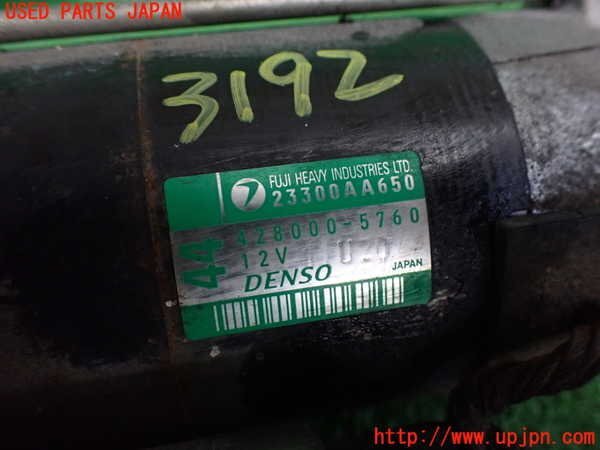 USED PARTS JAPAN
3192
FUJI HEAVY INDUSTRIES LTD.
23300AA650
44
428000-5760
12V
DENSO
JAPAN
http://www.upjpn.com/